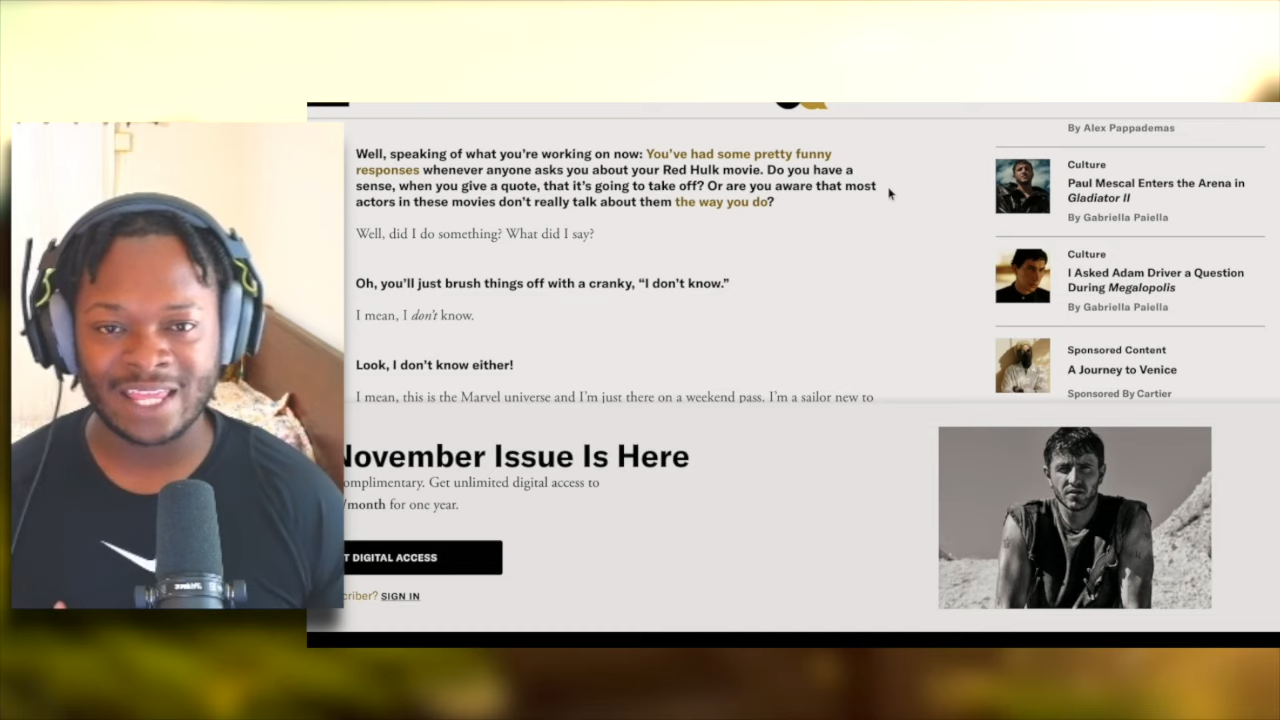 By Alex Pappademas
Well, speaking of what you're working on now: You've had some pretty funny
responses whenever anyone asks you about your Red Hulk movie. Do you have a
sense, when you give a quote, that it's going to take off? Or are you aware that most
actors in these movies don't really talk about them the way you do?
Well, did I do something? What did I say?
Oh, you'll just brush things off with a cranky, “I don't know.”
I mean, I don't know.
Look, I don't know either!
I mean, this is the Marvel universe and I'm just there on a weekend pass. I'm a sailor new to
Culture
Paul Mescal Enters the Arena in
Gladiator II
By Gabriella Paiella
Culture
I Asked Adam Driver a Question
During Megalopolis
By Gabriella Paiella
Sponsored Content
A Journey to Venice
Sponsored By Cartier
November Issue Is Here
omplimentary. Get unlimited digital access to
/month for one year.
T DIGITAL ACCESS
criber? SIGN IN